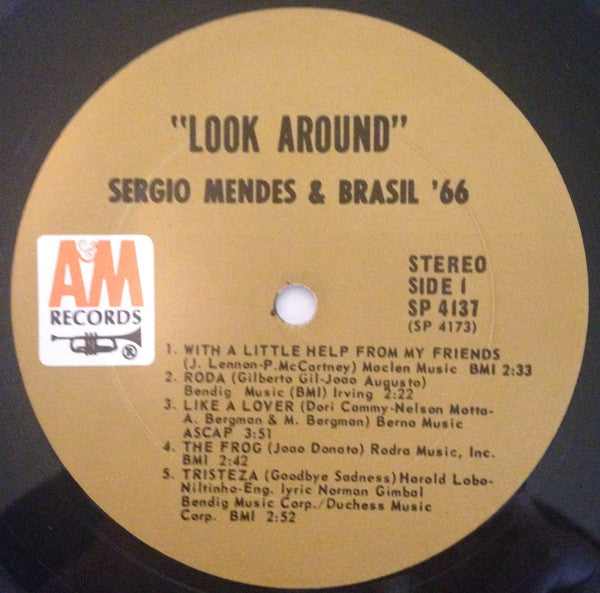 "LOOK AROUND"
SERGIO MENDES & BRASIL '66
A&M
RECORDS
®
STEREO
SIDE 1
SP 4137
(SP 4173)
1. WITH A LITTLE HELP FROM MY FRIENDS
(J. Lennon-P.McCartney) Maclen Music BMI 2:33
2. RODA (Gilberto Gil-Joao Augusto)
Bendig Music (BMI) Irving 2:22
3. LIKE A LOVER (Dori Cammy-Nelson Motta-
A. Bergman & M. Bergman) Berna Music
ASCAP 3:51
4. THE FROG (Joao Donato) Rodra Music, Inc.
BMI 2:42
5. TRISTEZA (Goodbye Sadness) Harold Lobo-
Niltinho-Eng. lyric Norman Gimbal
Bendig Music Corp./Duchess Music
Corp. BMI 2:52